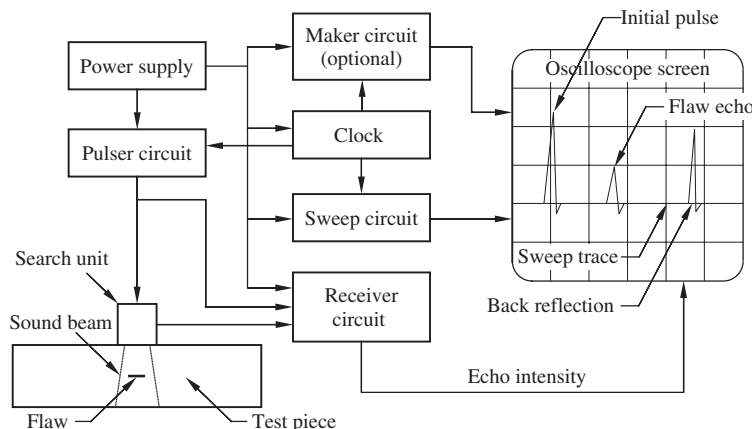 Initial pulse
Maker circuit
(optional)
Oscilloscope screen
Power supply
Flaw echo
Clock
Pulser circuit
Sweep circuit
Sweep trace
Search unit
Back reflection
Receiver
circuit
Sound beam
Echo intensity
Flaw
Test piece